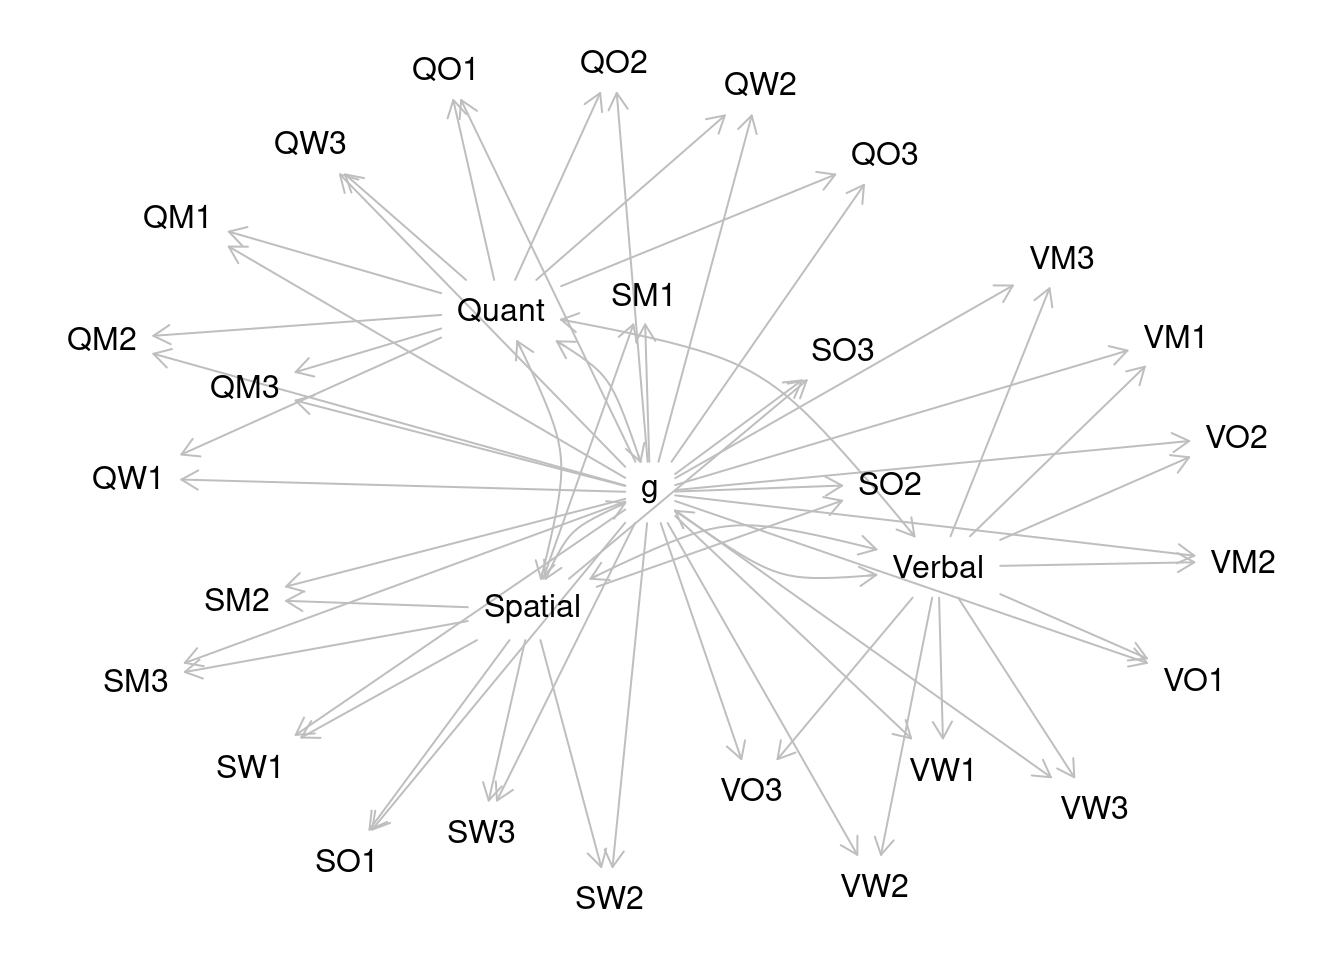 QO1
QO2
QW2
QW3
QO3
QM1
VM3
SM1
Quant
VM1
QM2
SO3
QM3
VO2
QW1
g
SO2
VM2
Verbal
SM2
Spatial
SM3
VO1
SW1
VW1
VO3
VW3
SW3
SO1
VW2
SW2